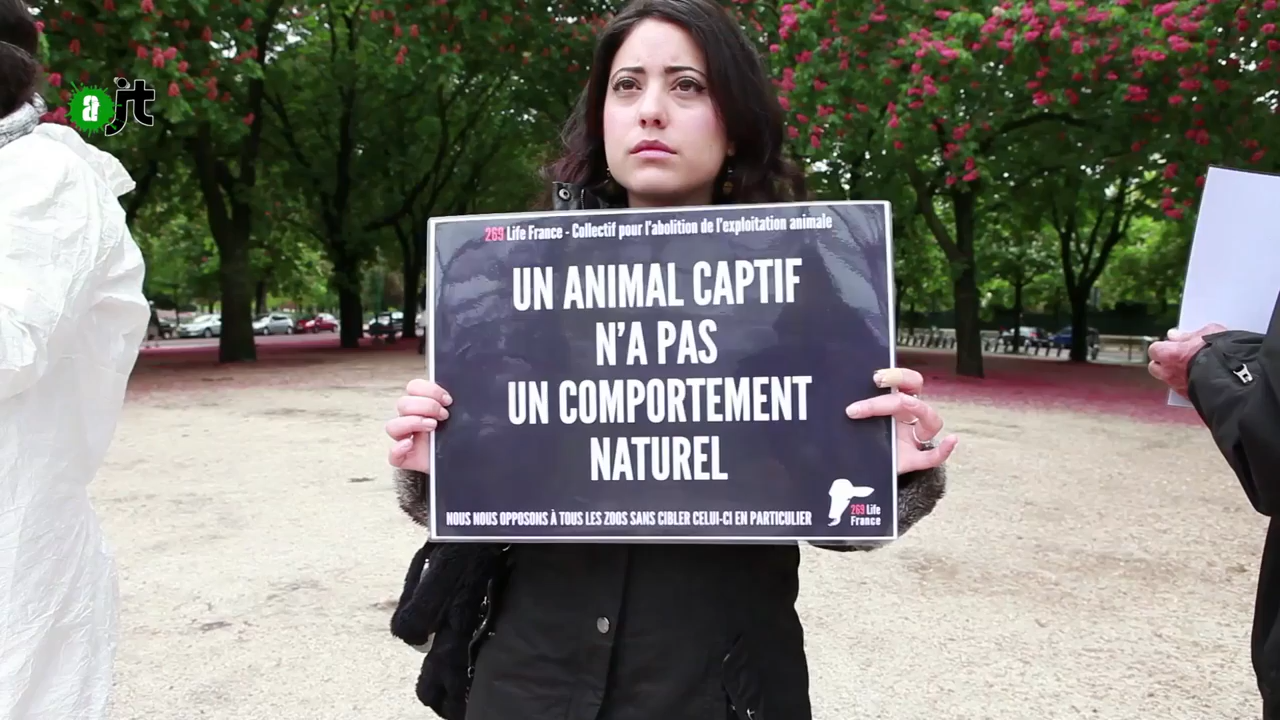 ajt
269 Life France - Collectif pour l'abolition de l'exploitation animale
UN ANIMAL CAPTIF
N'A PAS
UN COMPORTEMENT
NATUREL
NOUS NOUS OPPOSONS À TOUS LES ZOOS SANS CIBLER CELUI-CI EN PARTICULIER
269 Life
France